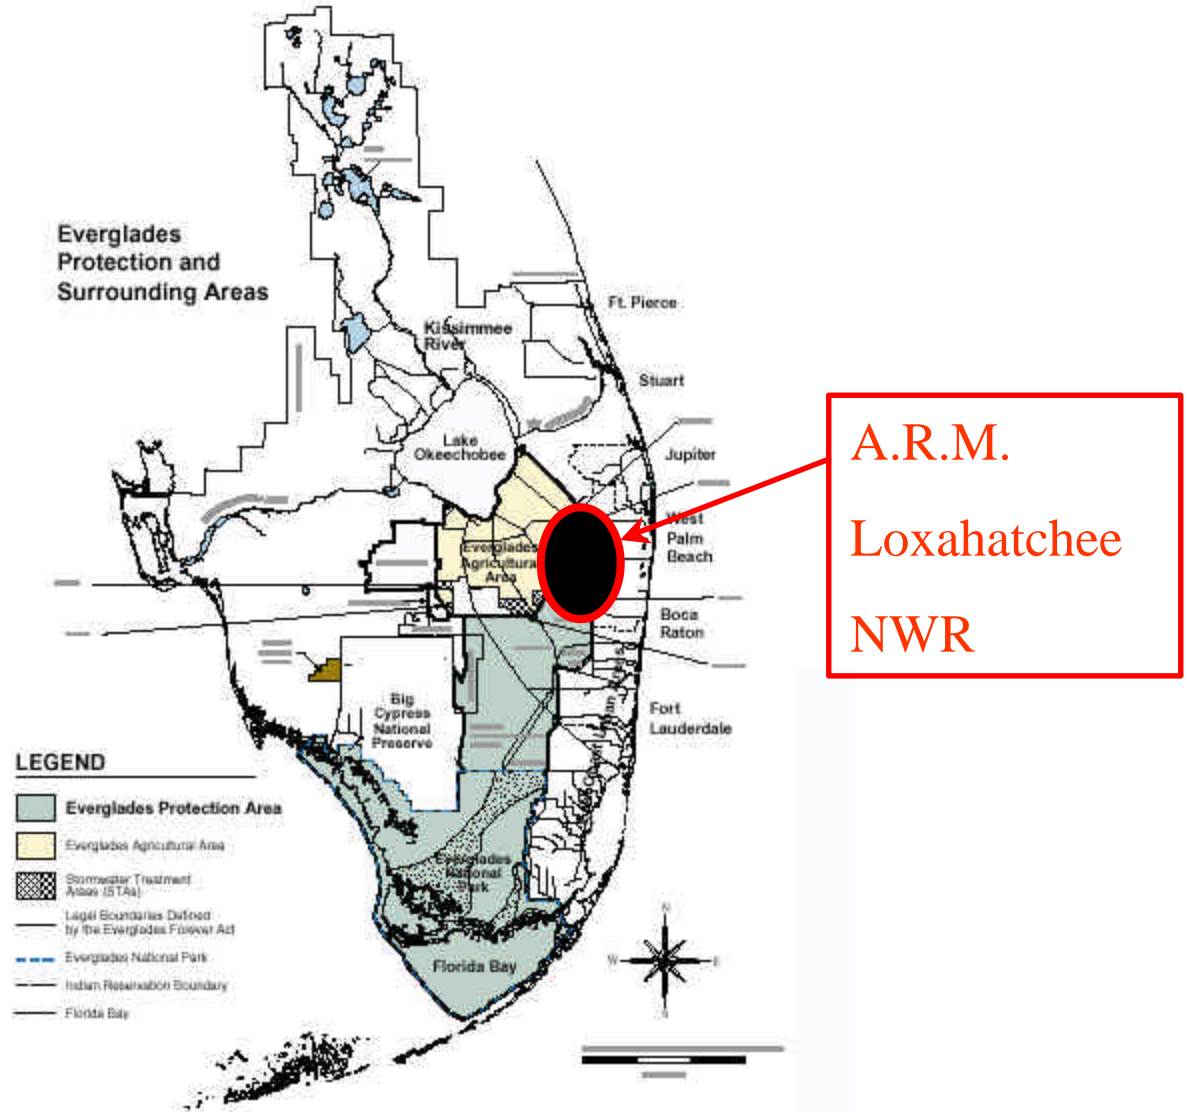 Everglades
Protection and
Surrounding Areas
Ft. Pierce
Kissimmee
River
Stuart
Lake
Okeechobee
Jupiter
A.R.M.
Loxahatchee
NWR
West
Palm
Beach
Everglades
Agricultural
Area
Boca
Raton
Big
Cypress
National
Preserve
Fort
Lauderdale
LEGEND
Everglades Protection Area
Everglades Agricultural Area
Stormwater Treatment
Areas (STAs)
Legal Boundaries Defined
by the Everglades Forever Act
Everglades National Park
Indian Reservation Boundary
Florida Bay
Everglades
National
Park
Florida Bay
N
W
E
S